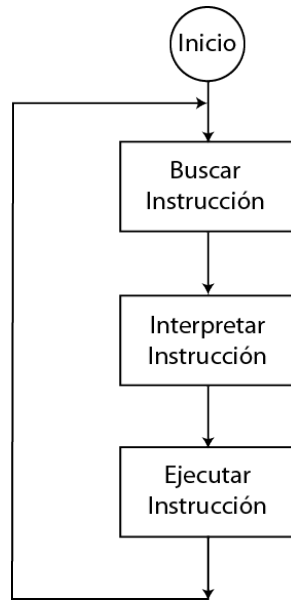 Inicio
Buscar
Instrucción
Interpretar
Instrucción
Ejecutar
Instrucción